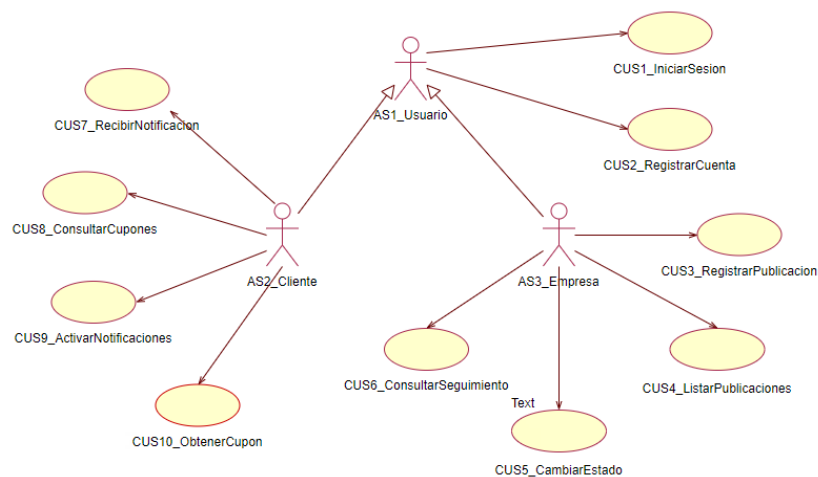 CUS1_IniciarSesion
AS1_Usuario
CUS7_RecibirNotificacion
CUS2_RegistrarCuenta
CUS8_ConsultarCupones
AS2_Cliente
AS3_Empresa
CUS3_RegistrarPublicacion
CUS9_ActivarNotificaciones
CUS6_ConsultarSeguimiento
CUS4_ListarPublicaciones
Text
CUS10_ObtenerCupon
CUS5_CambiarEstado